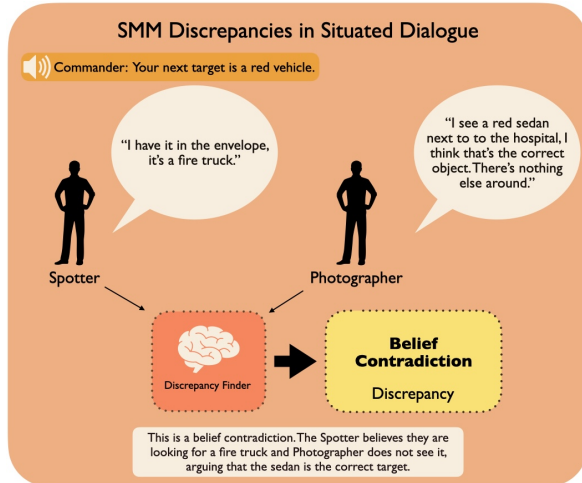 SMM Discrepancies in Situated Dialogue
Commander: Your next target is a red vehicle.
“I have it in the envelope,
it’s a fire truck.”
“I see a red sedan
next to to the hospital, I
think that’s the correct
object. There’s nothing
else around.”
Spotter
Photographer
Discrepancy Finder
Belief
Contradiction
Discrepancy
This is a belief contradiction. The Spotter believes they are
looking for a fire truck and Photographer does not see it,
arguing that the sedan is the correct target.